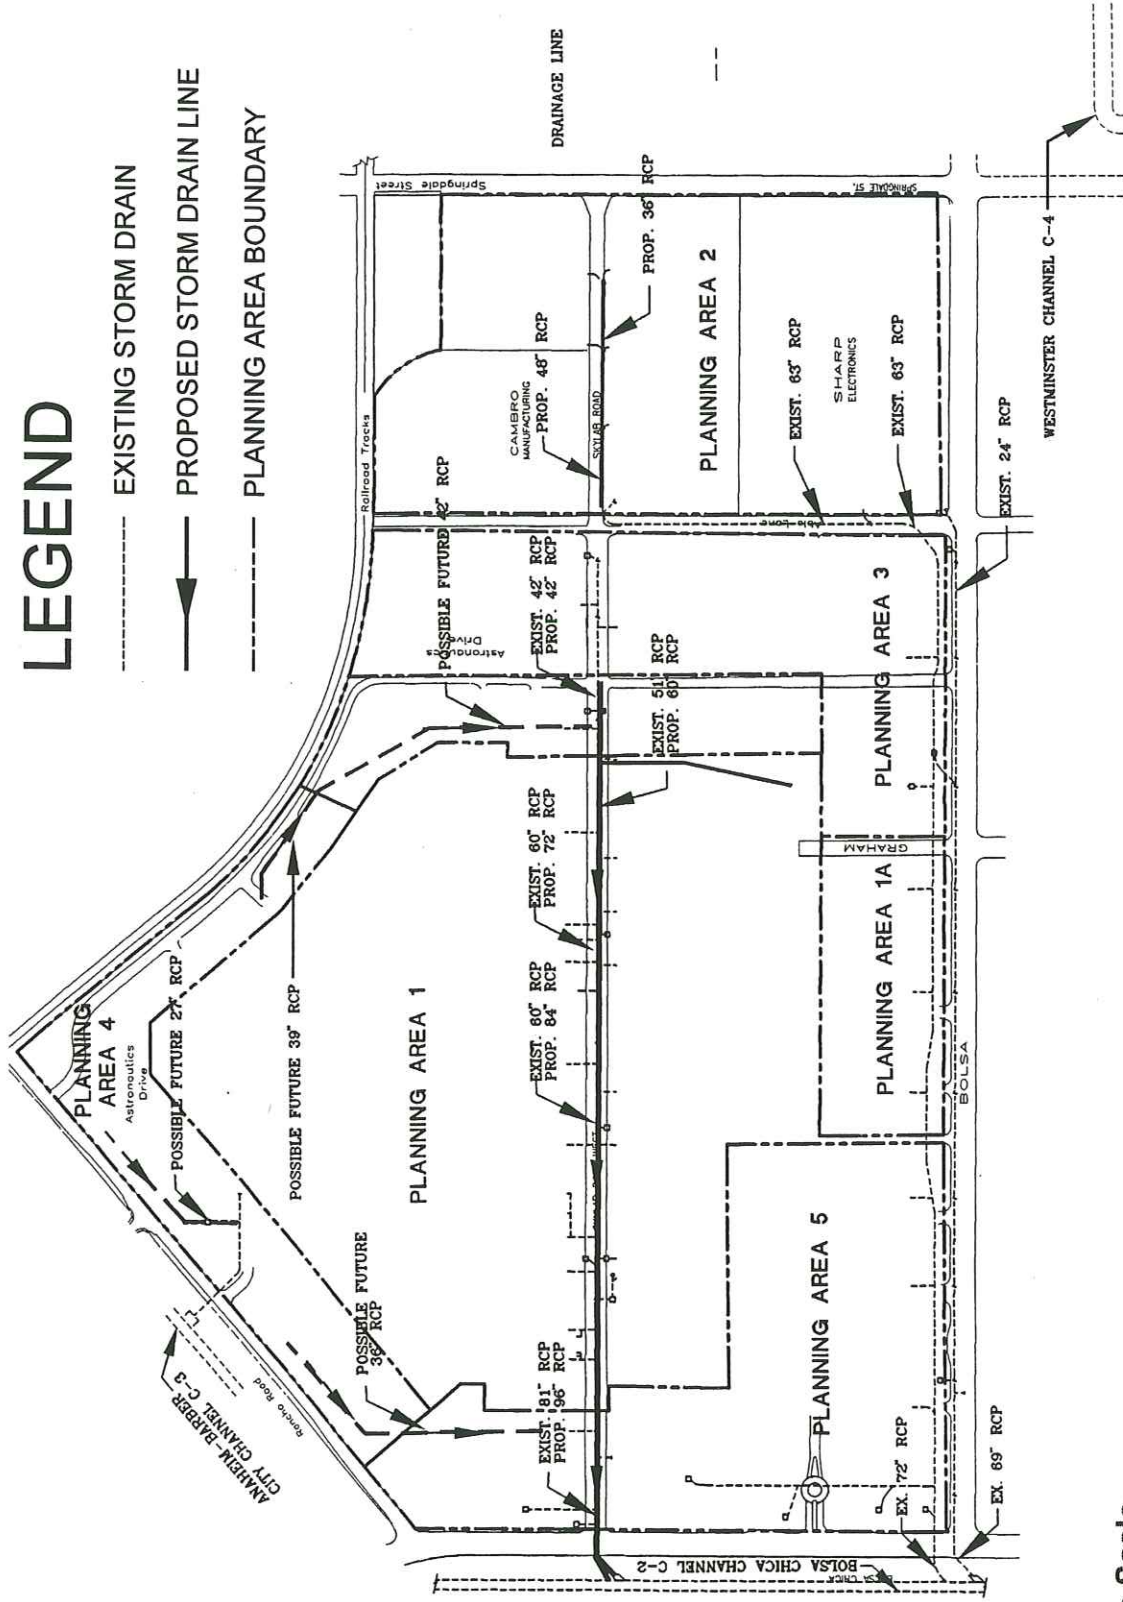 LEGEND
EXISTING STORM DRAIN
PROPOSED STORM DRAIN LINE
PLANNING AREA BOUNDARY
DRAINAGE LINE
Springdale Street
SPRINGDALE ST.
Railroad Tracks
PROP. 36" RCP
CAMBRO
MANUFACTURING
PROP. 48" RCP
SKYLAB ROAD
PLANNING AREA 2
EXIST. 63" RCP
SHARP
ELECTRONICS
EXIST. 63" RCP
WESTMINSTER CHANNEL C-4
EXIST. 24" RCP
POSSIBLE FUTURE 42" RCP
Astronautics
Drive
EXIST. 42" RCP
PROP. 42" RCP
EXIST. 51" RCP
PROP. 60" RCP
PLANNING AREA 3
EXIST. 60" RCP
PROP. 72" RCP
GRAHAM
PLANNING AREA 1A
BOLSA
EXIST. 60" RCP
PROP. 84" RCP
PLANNING
AREA 4
Astronautics
Drive
POSSIBLE FUTURE 27" RCP
POSSIBLE FUTURE 39" RCP
PLANNING AREA 1
POSSIBLE FUTURE
36" RCP
ANAHEIM-BARBER
CITY CHANNEL C-3
Rancho Road
EXIST. 81" RCP
PROP. 96" RCP
PLANNING AREA 5
EX. 72" RCP
EX. 69" RCP
BOLSA CHICA CHANNEL C-2
BOLSA CHICA
Scale